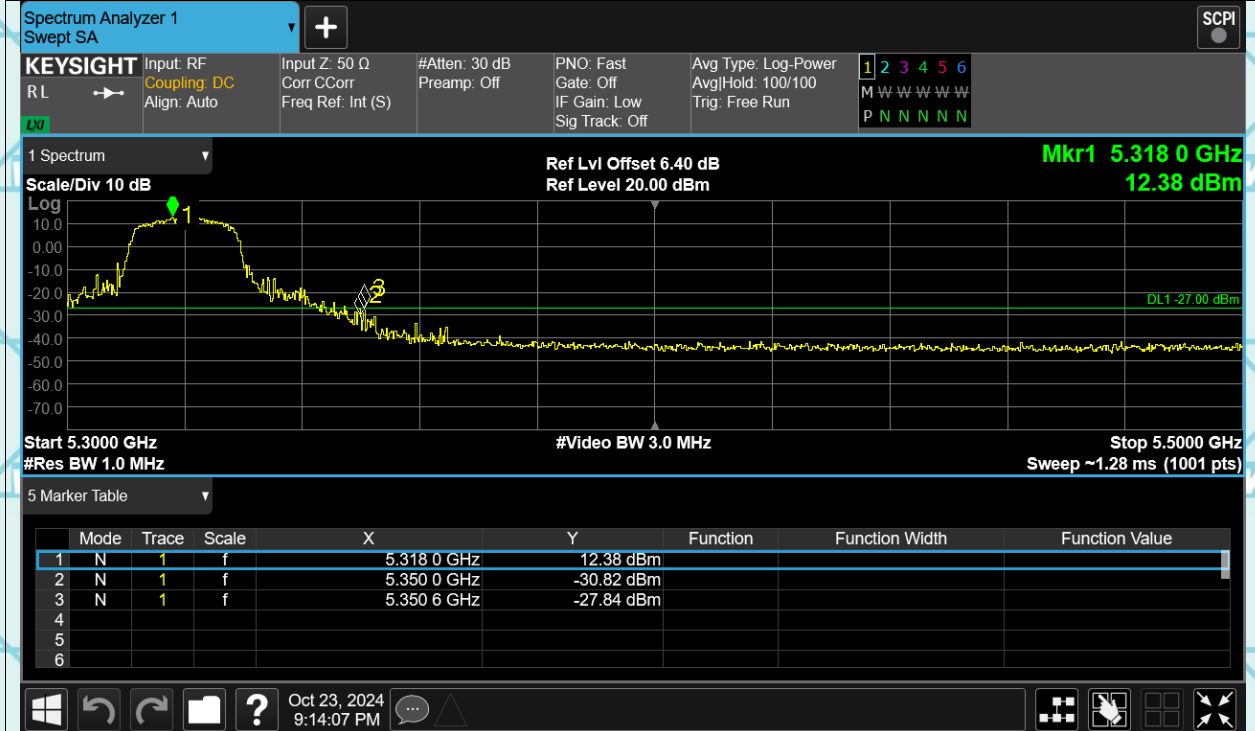 Spectrum Analyzer 1
Swept SA
SCPI
KEYSIGHT
R L
LXI
Input: RF
Coupling: DC
Align: Auto
Input Z: 50 Ω
Corr CCorr
Freq Ref: Int (S)
#Atten: 30 dB
Preamp: Off
PNO: Fast
Gate: Off
IF Gain: Low
Sig Track: Off
Avg Type: Log-Power
Avg|Hold: 100/100
Trig: Free Run
1 2 3 4 5 6
M W W W W W
P N N N N N N
1 Spectrum
Scale/Div 10 dB
Ref Lvl Offset 6.40 dB
Ref Level 20.00 dBm
Mkr1 5.318 0 GHz
12.38 dBm
Log
10.0
0.00
-10.0
-20.0
-30.0
-40.0
-50.0
-60.0
-70.0
1
3
2
DL1 -27.00 dBm
Start 5.3000 GHz
#Video BW 3.0 MHz
Stop 5.5000 GHz
#Res BW 1.0 MHz
Sweep ~1.28 ms (1001 pts)
5 Marker Table
Mode Trace Scale X Y Function Function Width Function Value
1 N 1 f 5.318 0 GHz 12.38 dBm
2 N 1 f 5.350 0 GHz -30.82 dBm
3 N 1 f 5.350 6 GHz -27.84 dBm
4
5
6
?
Oct 23, 2024
9:14:07 PM